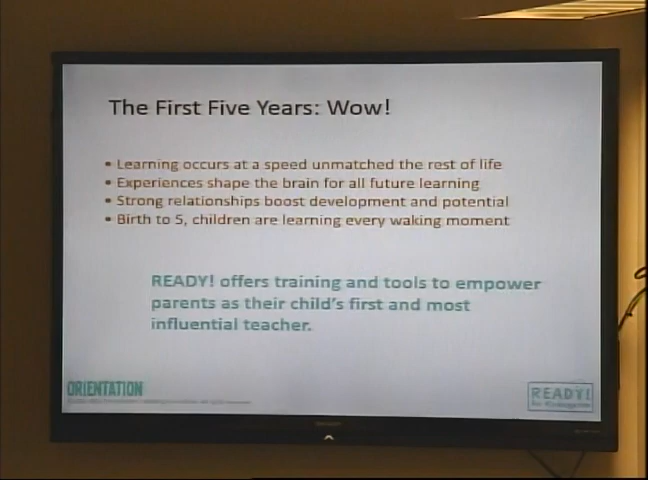 The First Five Years: Wow!
• Learning occurs at a speed unmatched the rest of life
• Experiences shape the brain for all future learning
• Strong relationships boost development and potential
• Birth to 5, children are learning every waking moment
READY! offers training and tools to empower
parents as their child's first and most
influential teacher.
ORIENTATION
READY!
for Kindergarten